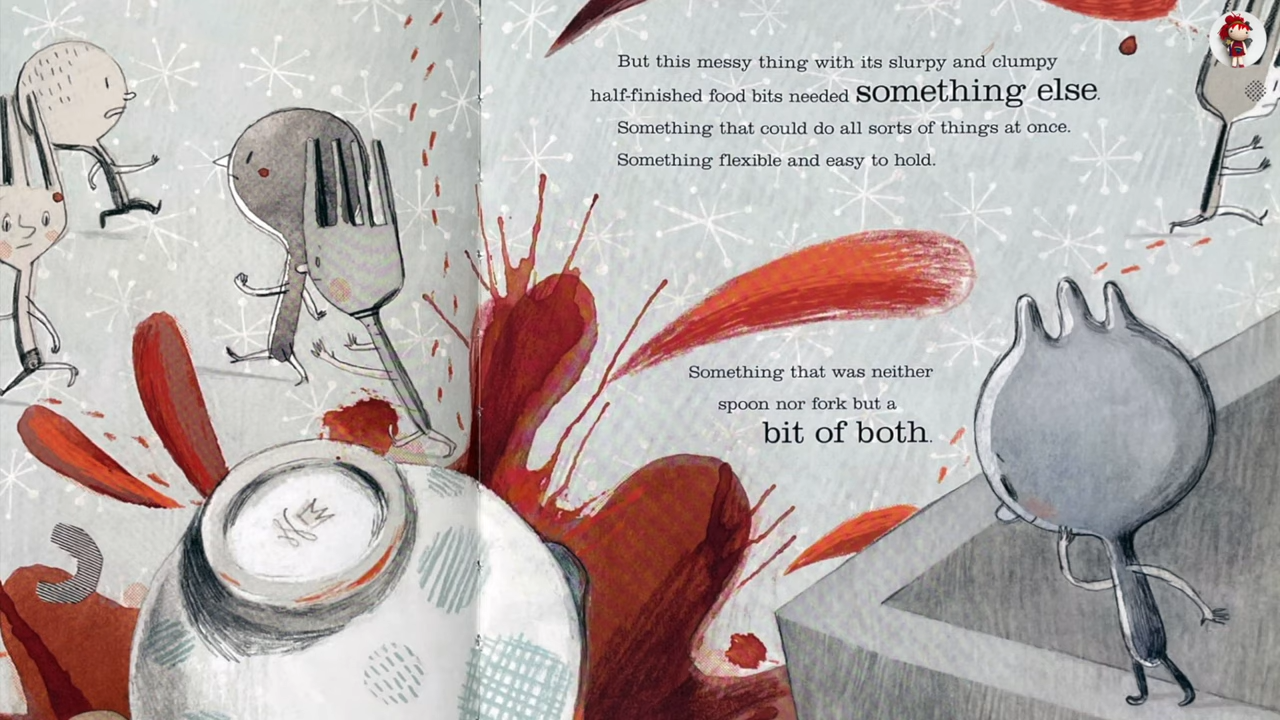 But this messy thing with its slurpy and clumpy
half-finished food bits needed something else.
Something that could do all sorts of things at once.
Something flexible and easy to hold.
Something that was neither
spoon nor fork but a
bit of both.